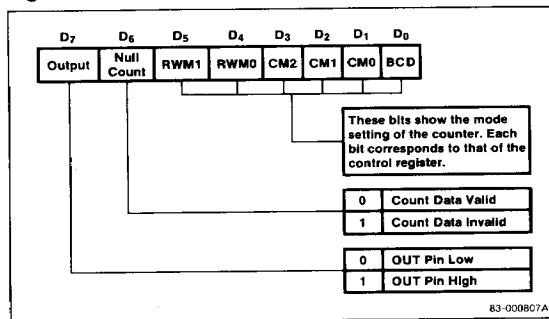 D7 D6 D5 D4 D3 D2 D1 D0
Output Null Count RWM1 RWM0 CM2 CM1 CM0 BCD
These bits show the mode
setting of the counter. Each
bit corresponds to that of the
control register.
0 Count Data Valid
1 Count Data Invalid
0 OUT Pin Low
1 OUT Pin High
83-000807A